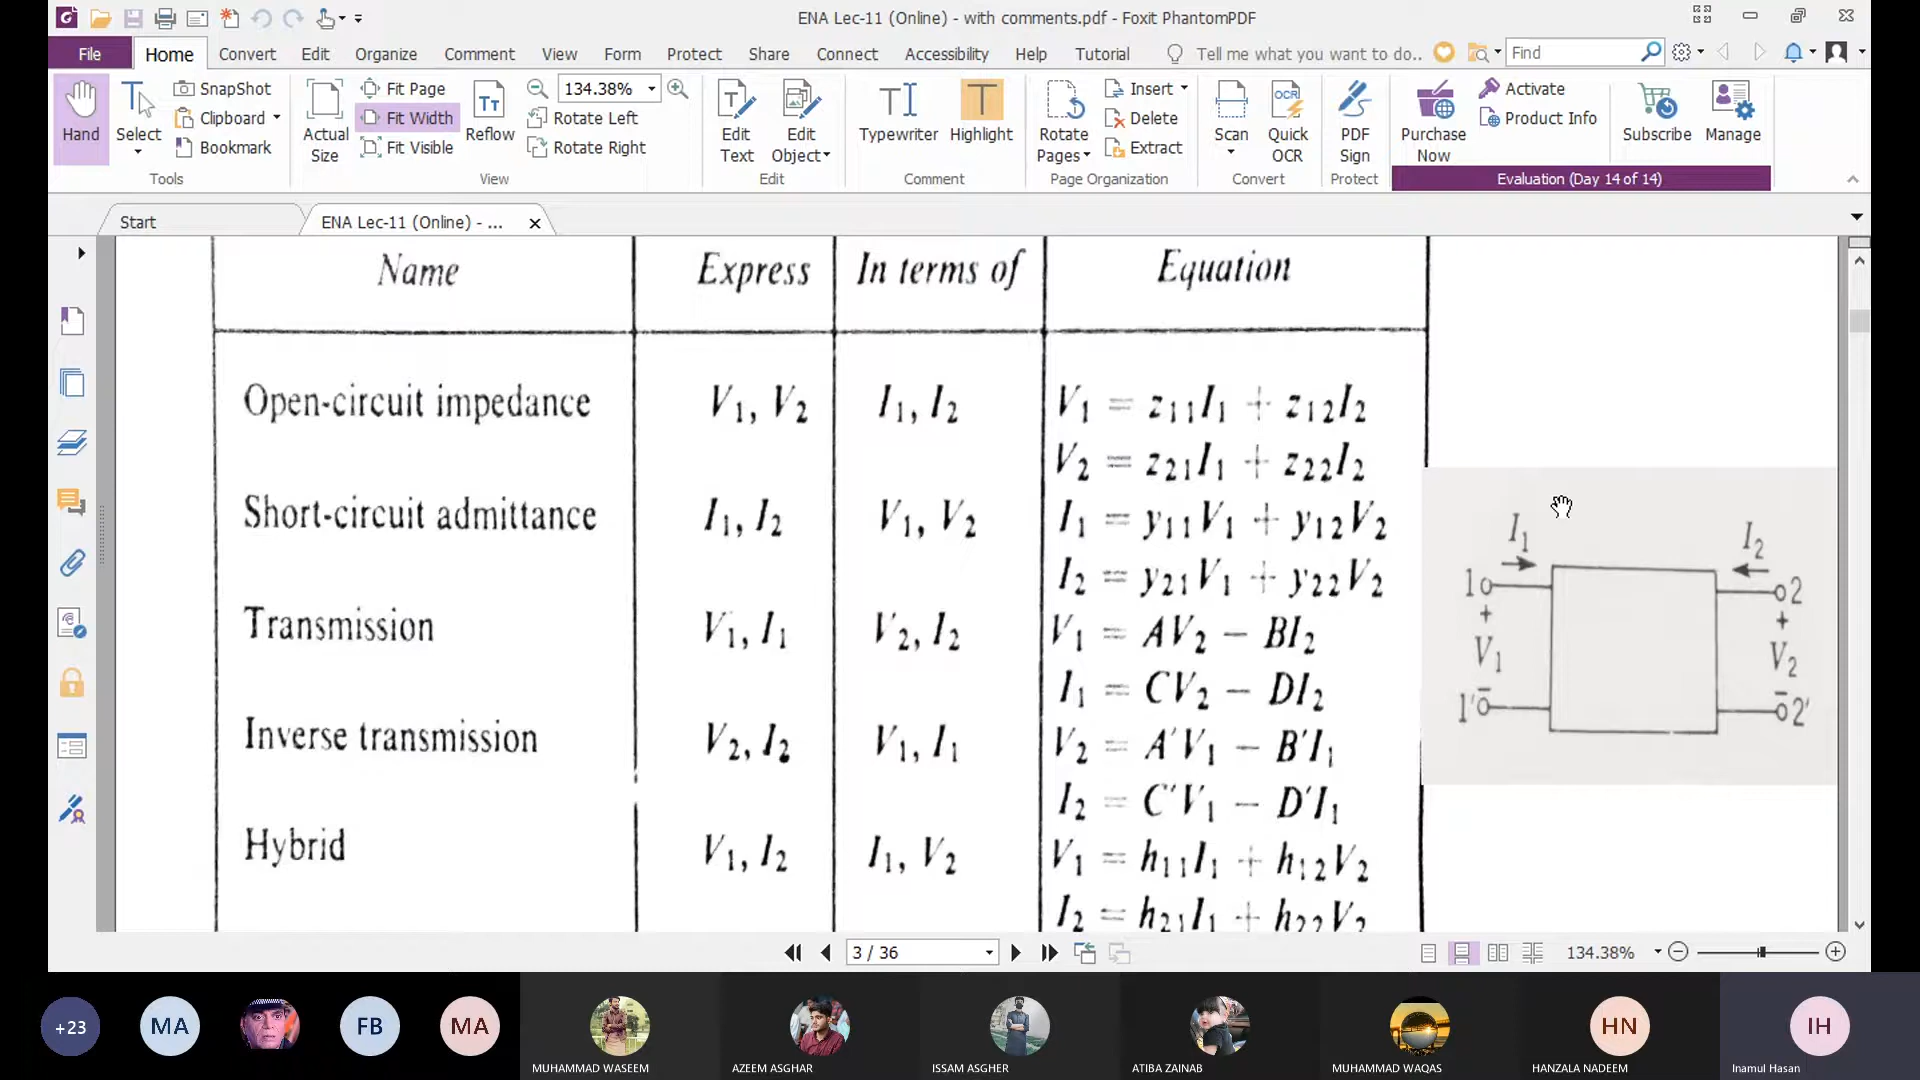 ENA Lec-11 (Online) - with comments.pdf - Foxit PhantomPDF
File Home Convert Edit Organize Comment View Form Protect Share Connect Accessibility Help Tutorial Tell me what you want to do.. Find
Hand
Select
SnapShot
Clipboard
Bookmark
Tools
Actual Size
Fit Page
Fit Width
Fit Visible
Reflow
134.38%
Rotate Left
Rotate Right
View
Edit Text
Edit Object
Edit
Typewriter
Highlight
Comment
Rotate Pages
Insert
Delete
Extract
Page Organization
Scan
Quick OCR
Convert
PDF Sign
Protect
Purchase Now
Activate
Product Info
Subscribe
Manage
Evaluation (Day 14 of 14)
Start
ENA Lec-11 (Online) - ...
Name Express In terms of Equation
Open-circuit impedance V₁, V₂ I₁, I₂ V₁ = z₁₁I₁ + z₁₂I₂
V₂ = z₂₁I₁ + z₂₂I₂
Short-circuit admittance I₁, I₂ V₁, V₂ I₁ = y₁₁V₁ + y₁₂V₂
I₂ = y₂₁V₁ + y₂₂V₂
Transmission V₁, I₁ V₂, I₂ V₁ = AV₂ − BI₂
I₁ = CV₂ − DI₂
Inverse transmission V₂, I₂ V₁, I₁ V₂ = A′V₁ − B′I₁
I₂ = C′V₁ − D′I₁
Hybrid V₁, I₂ I₁, V₂ V₁ = h₁₁I₁ + h₁₂V₂
I₂ = h₂₁I₁ + h₂₂V₂
I₁ I₂
1 2
+ +
V₁ V₂
− −
1′ 2′
3 / 36
134.38%
+23 MA FB MA HN IH
MUHAMMAD WASEEM AZEEM ASGHAR ISSAM ASGHER ATIBA ZAINAB MUHAMMAD WAQAS HANZALA NADEEM Inamul Hasan